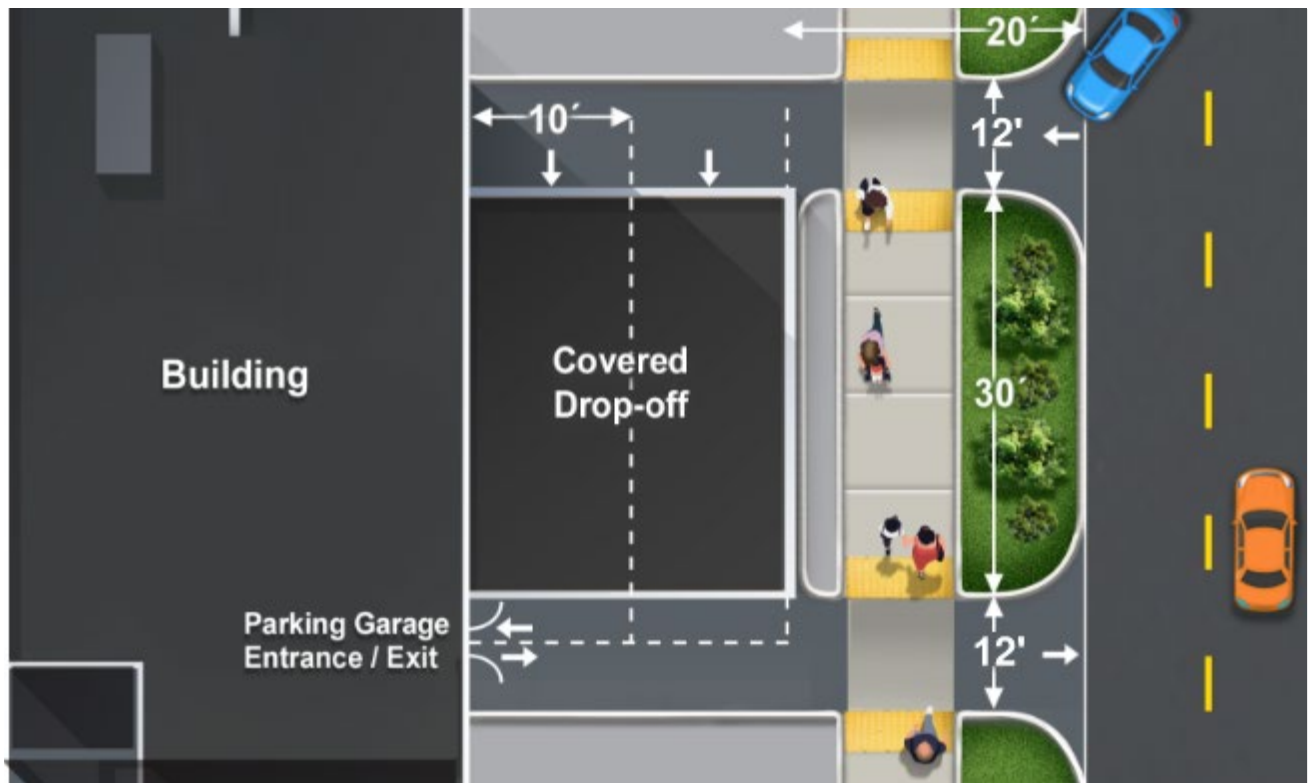 20´
10´
12'
Building
Covered
Drop-off
30´
Parking Garage
Entrance / Exit
12'